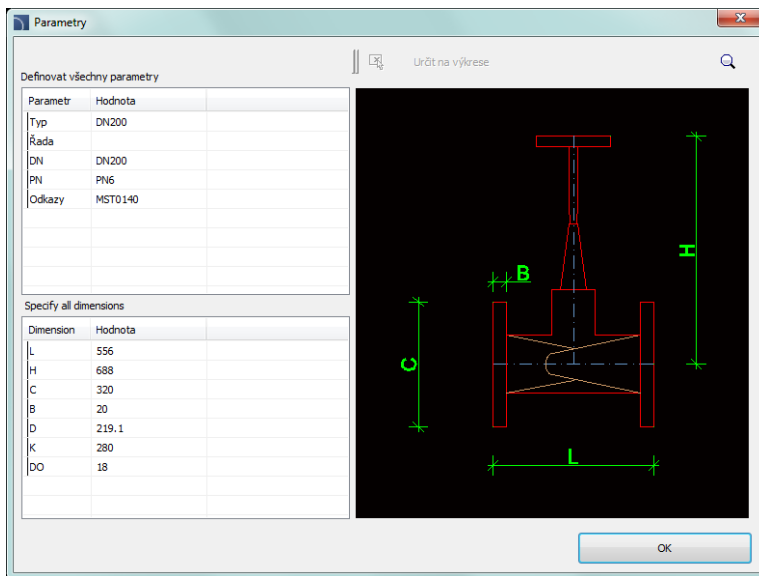 Parametry
Určit na výkrese
Definovat všechny parametry
Parametr Hodnota
Typ DN200
Řada
DN DN200
PN PN6
Odkazy MST0140
Specify all dimensions
Dimension Hodnota
L 556
H 688
C 320
B 20
D 219.1
K 280
DO 18
B
H
C
L
OK